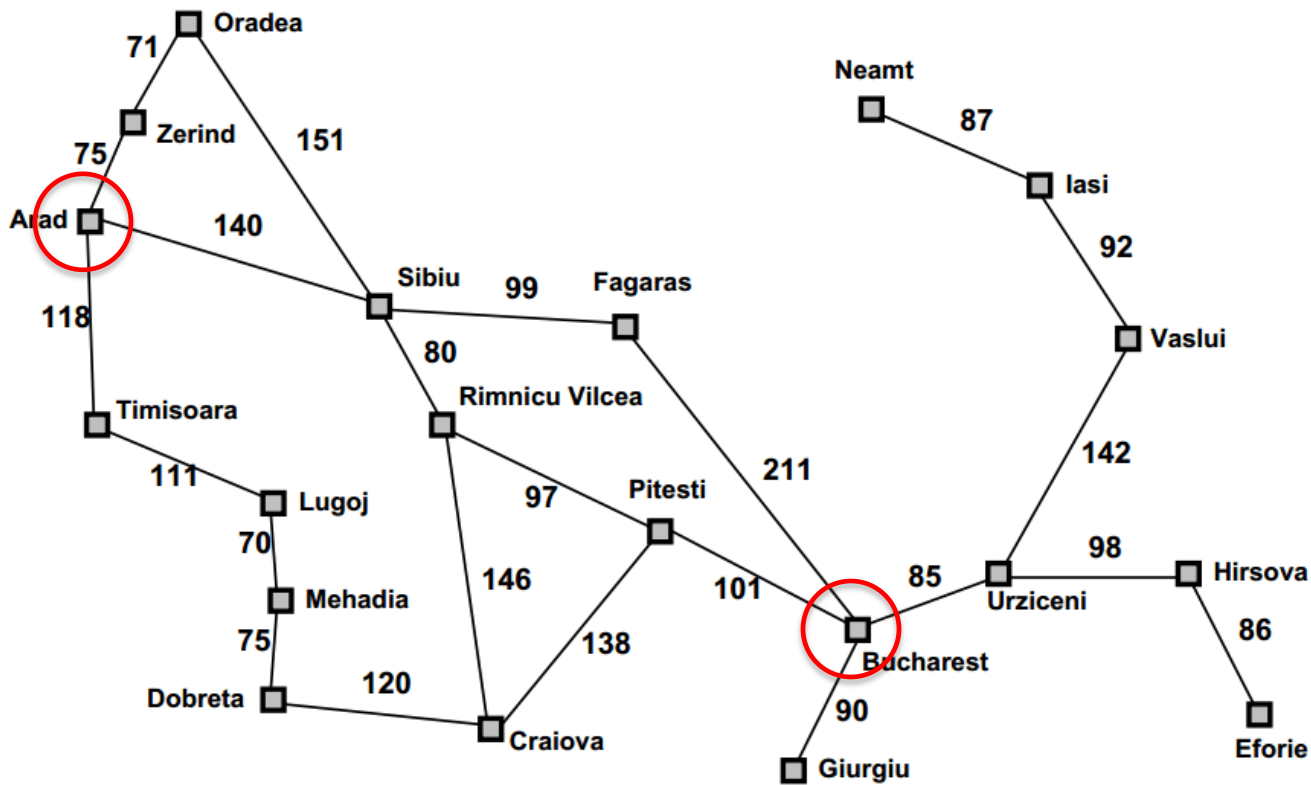 Oradea
71
Neamt
87
Zerind
151
75
Iasi
Arad
140
92
Sibiu
99
Fagaras
118
Vaslui
80
Rimnicu Vilcea
Timisoara
142
211
111
97
Pitesti
Lugoj
70
98
146
101
85
Hirsova
Mehadia
Urziceni
75
138
86
Bucharest
Dobreta
120
90
Craiova
Eforie
Giurgiu